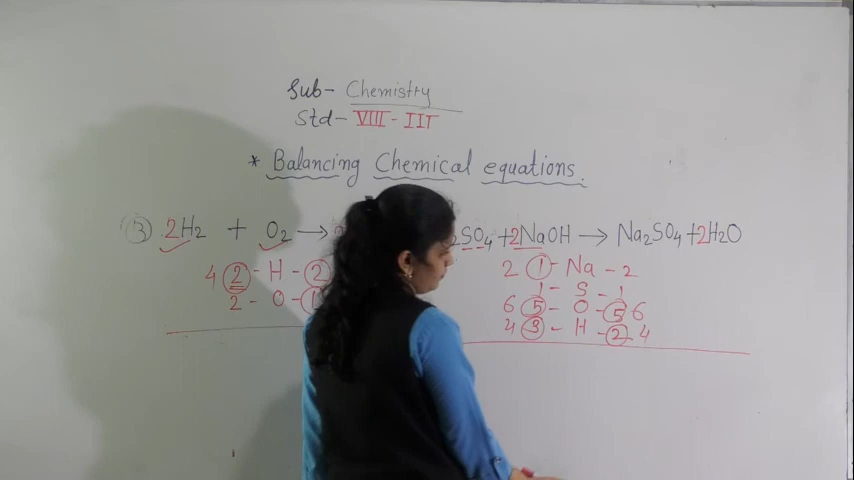 Sub- Chemistry
Std- VIII - IIT
* Balancing Chemical equations.
3) 2H2 + O2 → 2SO4 + 2NaOH → Na2SO4 + 2H2O
4 2 - H - 2 2 1 - Na - 2
2 - O - 1 1 - S - 1
6 5 - O - 5 6
4 3 - H - 2 4